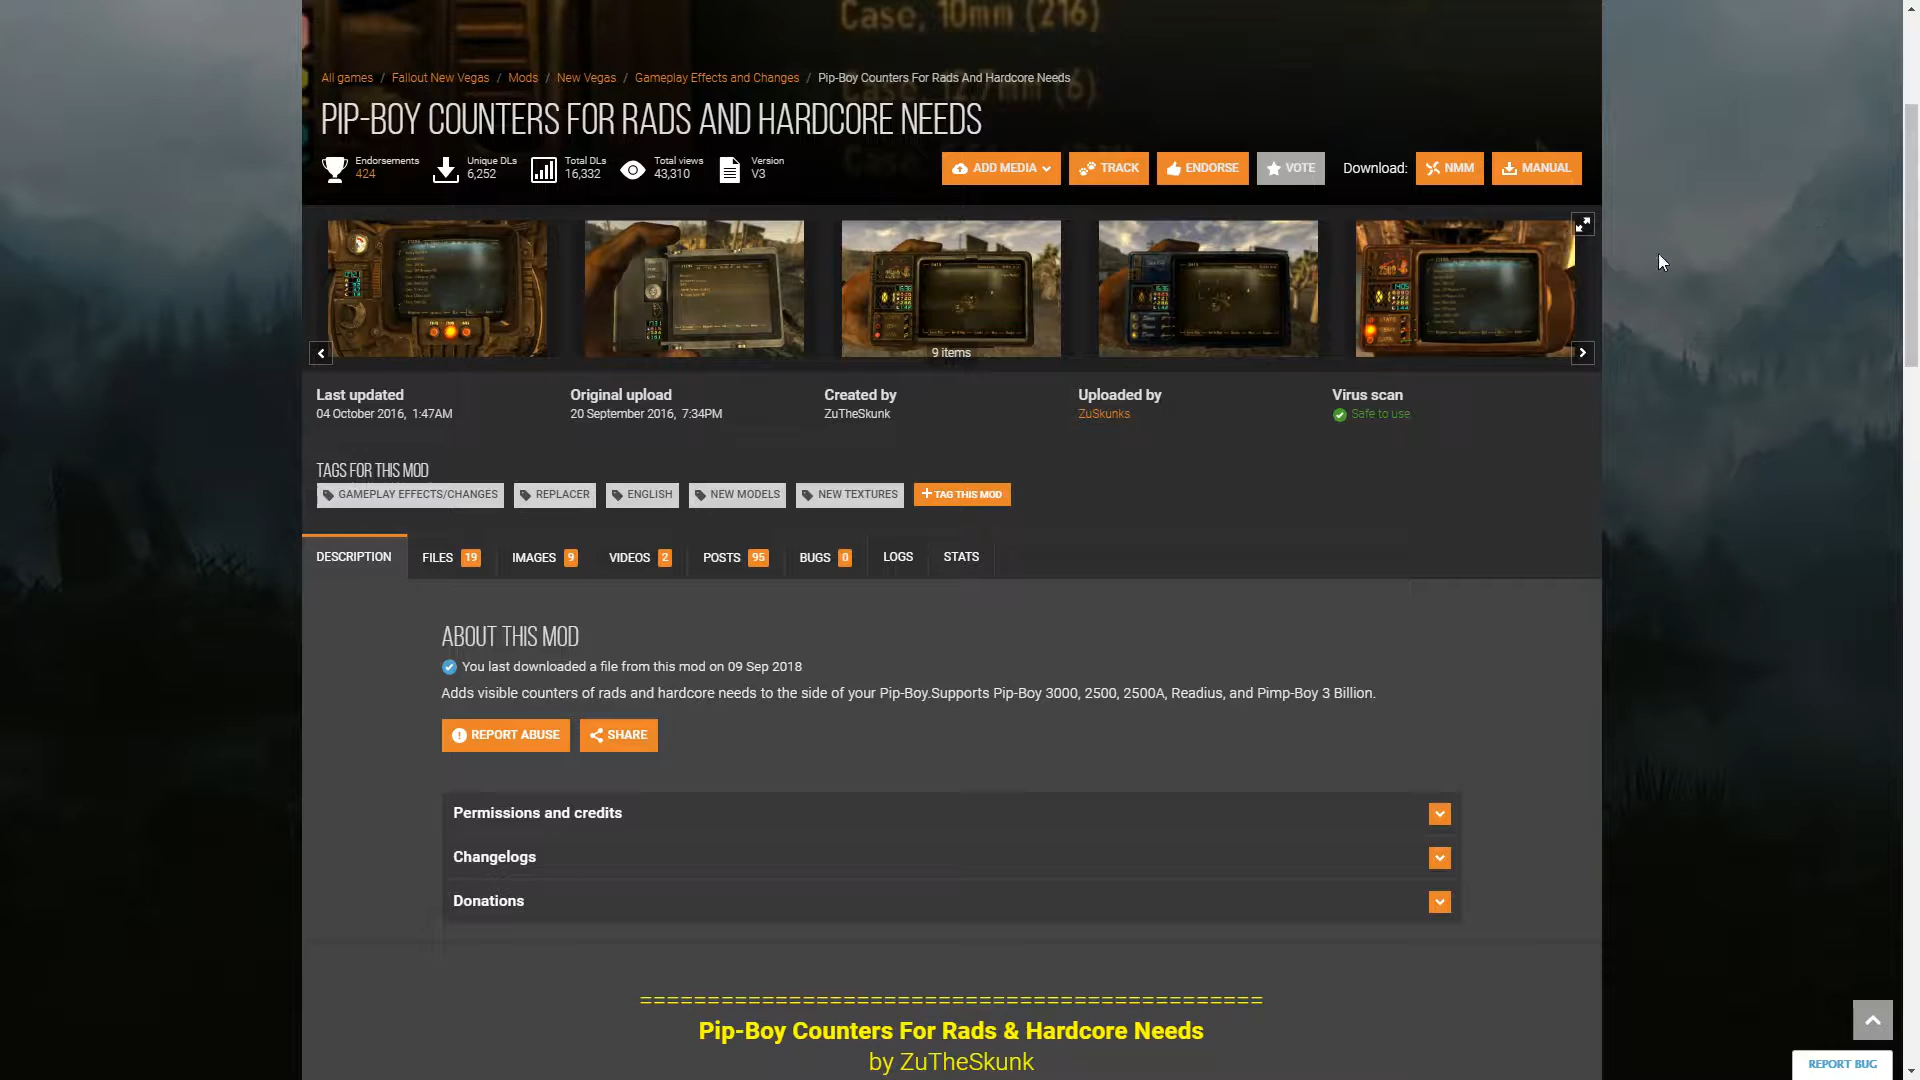 Case, 10mm (216)
All games / Fallout New Vegas / Mods / New Vegas / Gameplay Effects and Changes / Pip-Boy Counters For Rads And Hardcore Needs
Case, 12.7mm (6)
PIP-BOY COUNTERS FOR RADS AND HARDCORE NEEDS
Endorsements
424
Unique DLs
6,252
Total DLs
16,332
Total views
43,310
Version
V3
ADD MEDIA
TRACK
ENDORSE
VOTE
Download:
NMM
MANUAL
9 items
Last updated
04 October 2016, 1:47AM
Original upload
20 September 2016, 7:34PM
Created by
ZuTheSkunk
Uploaded by
ZuSkunks
Virus scan
Safe to use
TAGS FOR THIS MOD
GAMEPLAY EFFECTS/CHANGES
REPLACER
ENGLISH
NEW MODELS
NEW TEXTURES
+ TAG THIS MOD
DESCRIPTION
FILES 19
IMAGES 9
VIDEOS 2
POSTS 95
BUGS 0
LOGS
STATS
ABOUT THIS MOD
You last downloaded a file from this mod on 09 Sep 2018
Adds visible counters of rads and hardcore needs to the side of your Pip-Boy.Supports Pip-Boy 3000, 2500, 2500A, Readius, and Pimp-Boy 3 Billion.
REPORT ABUSE
SHARE
Permissions and credits
Changelogs
Donations
==============================================
Pip-Boy Counters For Rads & Hardcore Needs
by ZuTheSkunk
REPORT BUG